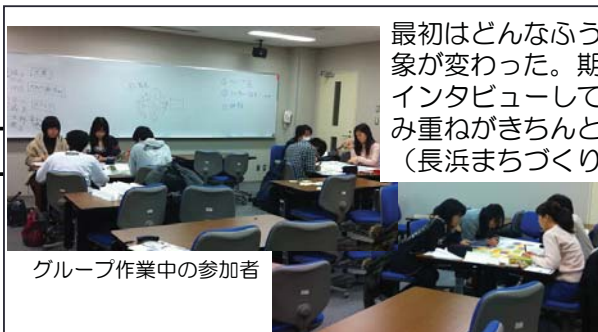 最初はどんなふう
象が変わった。期
インタビューして
み重ねがきちんと
（長浜まちづくり
グループ作業中の参加者